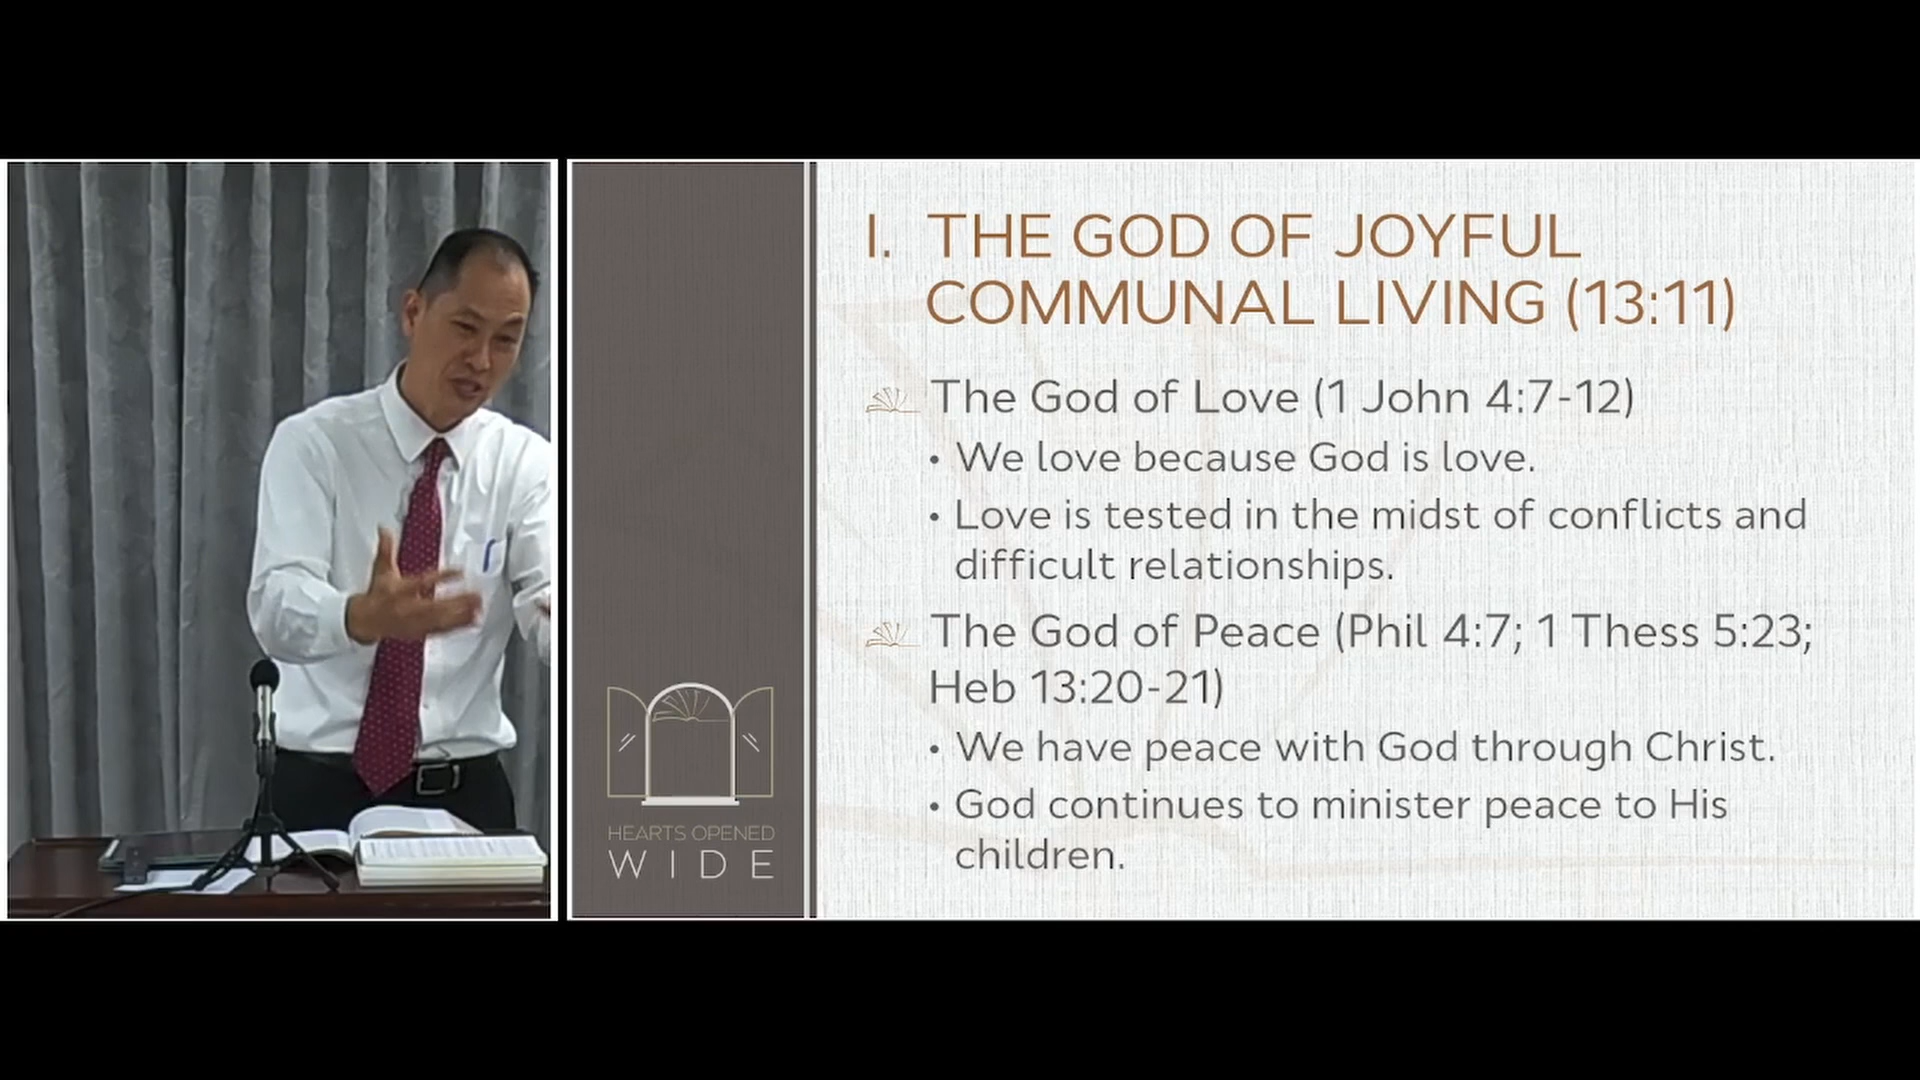 I. THE GOD OF JOYFUL
COMMUNAL LIVING (13:11)
The God of Love (1 John 4:7-12)
• We love because God is love.
• Love is tested in the midst of conflicts and
difficult relationships.
The God of Peace (Phil 4:7; 1 Thess 5:23;
Heb 13:20-21)
• We have peace with God through Christ.
• God continues to minister peace to His
children.
HEARTS OPENED
WIDE